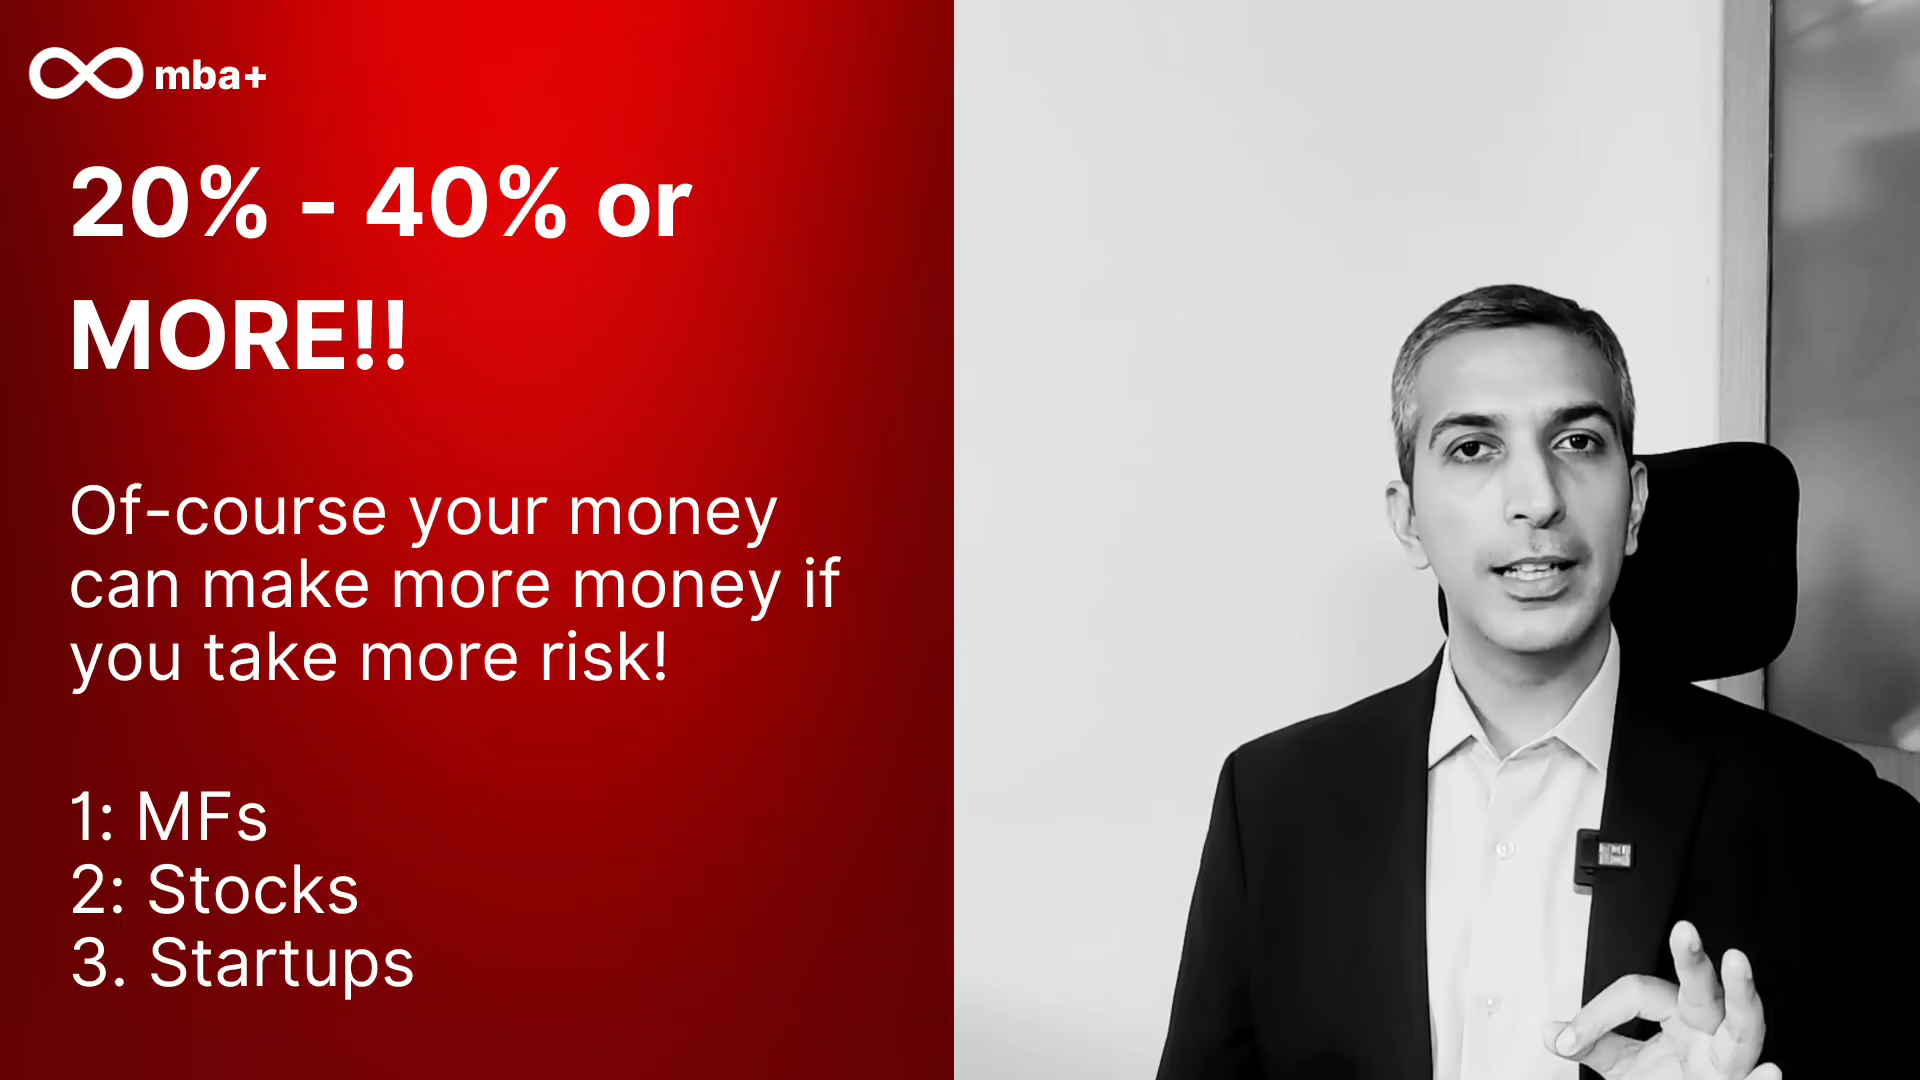 mba+
20% - 40% or
MORE!!
Of-course your money
can make more money if
you take more risk!
1: MFs
2: Stocks
3. Startups